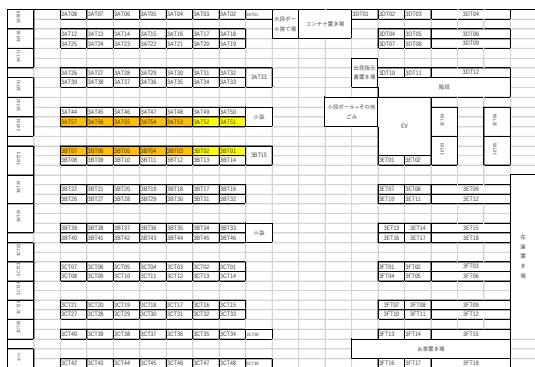 3AT08 3AT07 3AT06 3AT05 3AT04 3AT03 3AT02 大段ボール捨て場 コンテナ置き場 3DT01 3DT02 3DT03
3AT12 3AT13 3AT14 3AT15 3AT16 3AT17 3AT18 3DT04 3DT05 3DT06
3AT25 3AT24 3AT23 3AT22 3AT21 3AT20 3AT19 3DT07 3DT08 3DT09
3AT26 3AT27 3AT28 3AT29 3AT30 3AT31 3AT32 3AT33 出荷指示書置き場 3DT10 3DT11 3DT12
3AT39 3AT38 3AT37 3AT36 3AT35 3AT34 階段
3AT44 3AT45 3AT46 3AT47 3AT48 3AT49 3AT50 小袋 小段ボール+その他ごみ
3AT57 3AT56 3AT55 3AT54 3AT53 3AT52 3AT51 EV
3BT07 3BT06 3BT05 3BT04 3BT03 3BT02 3BT01 3BT15
3BT08 3BT09 3BT10 3BT11 3BT12 3BT13 3BT14 3ET01 3ET02
3BT22 3BT21 3BT20 3BT19 3BT18 3BT17 3BT16 3ET07 3ET08 3ET09
3BT26 3BT27 3BT28 3BT29 3BT30 3BT31 3BT32 3ET10 3ET11 3ET12
3BT39 3BT38 3BT37 3BT36 3BT35 3BT34 3BT33 小袋 3ET13 3ET14 3ET15
3BT40 3BT41 3BT42 3BT43 3BT44 3BT45 3BT46 3ET16 3ET17 3ET18
在庫置き場
3CT07 3CT06 3CT05 3CT04 3CT03 3CT02 3CT01 3FT01 3FT02 3FT03
3CT08 3CT09 3CT10 3CT11 3CT12 3CT13 3CT14 3FT04 3FT05 3FT06
3CT21 3CT20 3CT19 3CT18 3CT17 3CT16 3CT15 3FT07 3FT08 3FT09
3CT27 3CT28 3CT29 3CT30 3CT31 3CT32 3CT33 3FT10 3FT11 3FT12
3CT40 3CT39 3CT38 3CT37 3CT36 3CT35 3CT34 3FT13 3FT14 3FT15
台車置き場
3CT42 3CT43 3CT44 3CT45 3CT46 3CT47 3CT48 3FT16 3FT17 3FT18